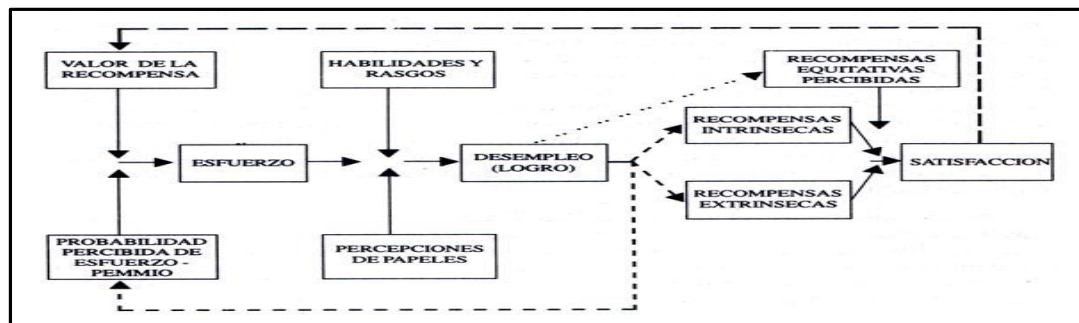 VALOR DE LA
RECOMPENSA
HABILIDADES Y
RASGOS
RECOMPENSAS
EQUITATIVAS
PERCIBIDAS
RECOMPENSAS
INTRINSECAS
ESFUERZO
DESEMPLEO
(LOGRO)
SATISFACCION
RECOMPENSAS
EXTRINSECAS
PROBABILIDAD
PERCIBIDA DE
ESFUERZO -
PEMMIO
PERCEPCIONES
DE PAPELES